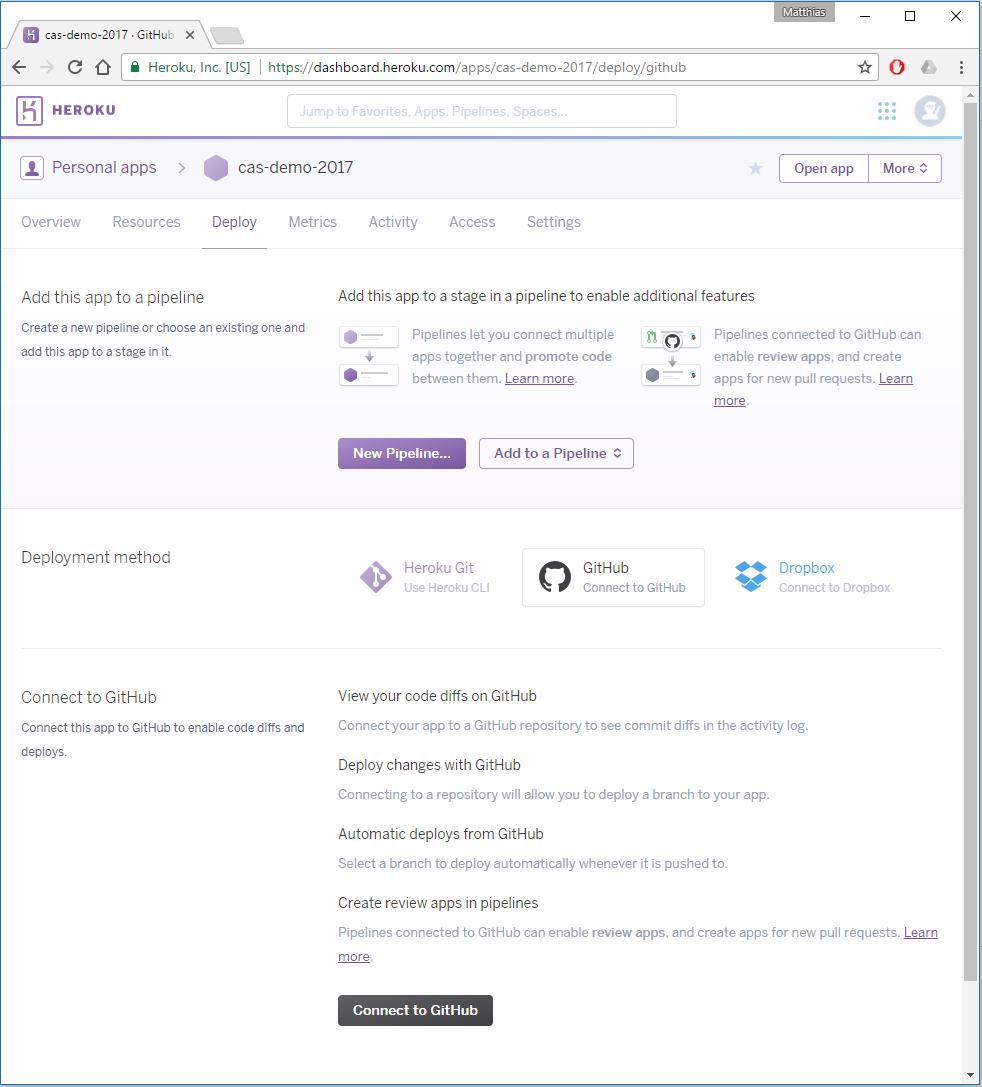 Matthias
cas-demo-2017 · GitHub
Heroku, Inc. [US] https://dashboard.heroku.com/apps/cas-demo-2017/deploy/github
HEROKU
Jump to Favorites, Apps, Pipelines, Spaces...
Personal apps > cas-demo-2017
Open app
More
Overview Resources Deploy Metrics Activity Access Settings
Add this app to a pipeline
Create a new pipeline or choose an existing one and
add this app to a stage in it.
Add this app to a stage in a pipeline to enable additional features
Pipelines let you connect multiple
apps together and promote code
between them. Learn more.
Pipelines connected to GitHub can
enable review apps, and create
apps for new pull requests. Learn
more.
New Pipeline...
Add to a Pipeline
Deployment method
Heroku Git
Use Heroku CLI
GitHub
Connect to GitHub
Dropbox
Connect to Dropbox
Connect to GitHub
Connect this app to GitHub to enable code diffs and
deploys.
View your code diffs on GitHub
Connect your app to a GitHub repository to see commit diffs in the activity log.
Deploy changes with GitHub
Connecting to a repository will allow you to deploy a branch to your app.
Automatic deploys from GitHub
Select a branch to deploy automatically whenever it is pushed to.
Create review apps in pipelines
Pipelines connected to GitHub can enable review apps, and create apps for new pull requests. Learn
more.
Connect to GitHub